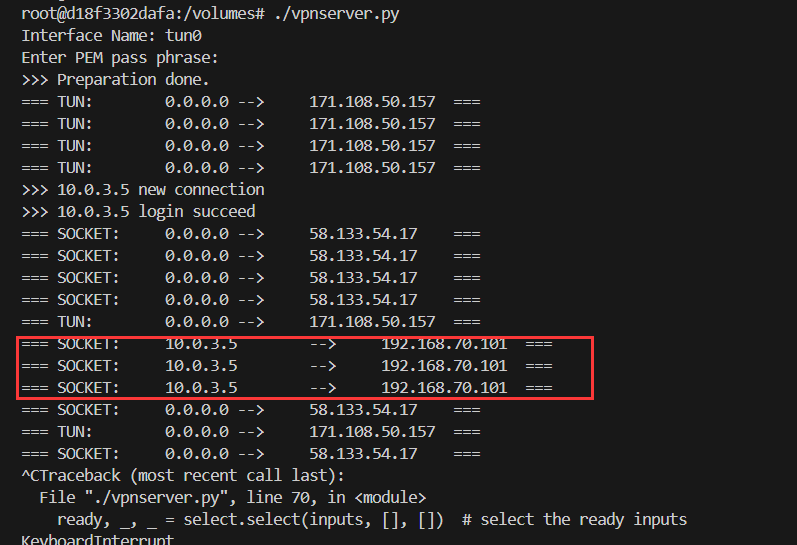 root@d18f3302dafa:/volumes# ./vpnserver.py
Interface Name: tun0
Enter PEM pass phrase:
>>> Preparation done.
=== TUN: 0.0.0.0 --> 171.108.50.157 ===
=== TUN: 0.0.0.0 --> 171.108.50.157 ===
=== TUN: 0.0.0.0 --> 171.108.50.157 ===
=== TUN: 0.0.0.0 --> 171.108.50.157 ===
>>> 10.0.3.5 new connection
>>> 10.0.3.5 login succeed
=== SOCKET: 0.0.0.0 --> 58.133.54.17 ===
=== SOCKET: 0.0.0.0 --> 58.133.54.17 ===
=== SOCKET: 0.0.0.0 --> 58.133.54.17 ===
=== SOCKET: 0.0.0.0 --> 58.133.54.17 ===
=== TUN: 0.0.0.0 --> 171.108.50.157 ===
=== SOCKET: 10.0.3.5 --> 192.168.70.101 ===
=== SOCKET: 10.0.3.5 --> 192.168.70.101 ===
=== SOCKET: 10.0.3.5 --> 192.168.70.101 ===
=== SOCKET: 0.0.0.0 --> 58.133.54.17 ===
=== TUN: 0.0.0.0 --> 171.108.50.157 ===
=== SOCKET: 0.0.0.0 --> 58.133.54.17 ===
^CTraceback (most recent call last):
File "./vpnserver.py", line 70, in <module>
ready, _, _ = select.select(inputs, [], []) # select the ready inputs
KeyboardInterrupt